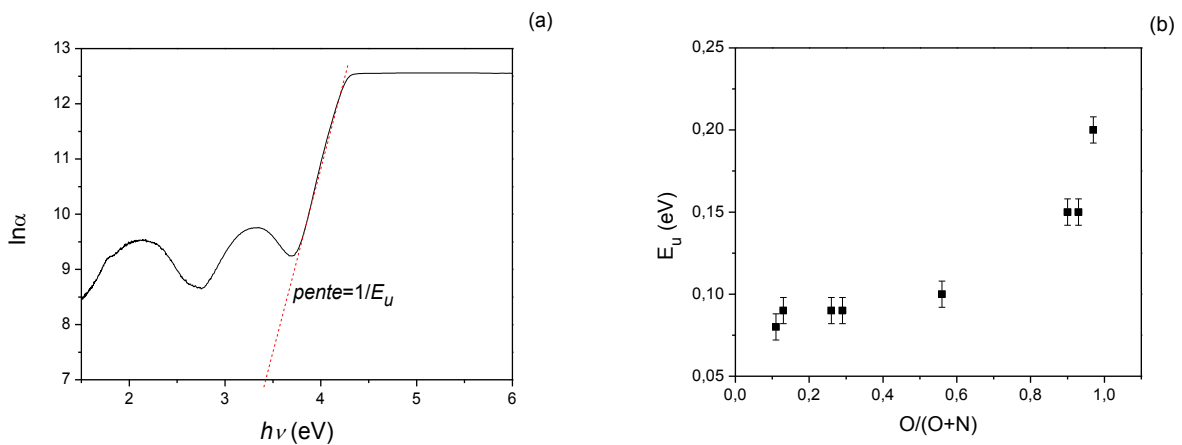 (a)
13
12
11
10
9
8
7
lnα
pente=1/E_u
2 3 4 5 6
hν (eV)
(b)
0,25
0,20
0,15
0,10
0,05
E_u (eV)
0,0 0,2 0,4 0,6 0,8 1,0
O/(O+N)